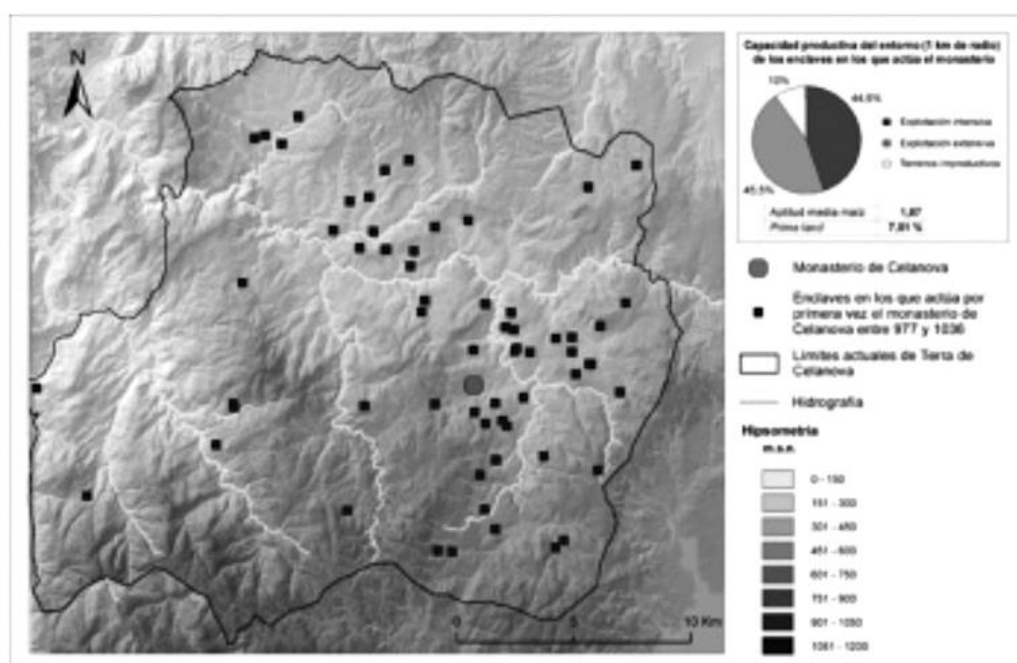 N
Capacidad productiva del entorno (1 km de radio)
de los enclaves en los que actúa el monasterio
10%
44.5%
45.5%
Explotación intensiva
Explotación extensiva
Terrenos improductivos
Aptitud media maíz 1,87
Prime land 7,81 %
Monasterio de Celanova
Enclaves en los que actúa por
primera vez el monasterio de
Celanova entre 977 y 1036
Límites actuales de Terra de
Celanova
Hidrografía
Hipsometría
m.s.n.
0 - 150
151 - 300
301 - 450
451 - 600
601 - 750
751 - 900
901 - 1050
1051 - 1200
0 5 10 Km